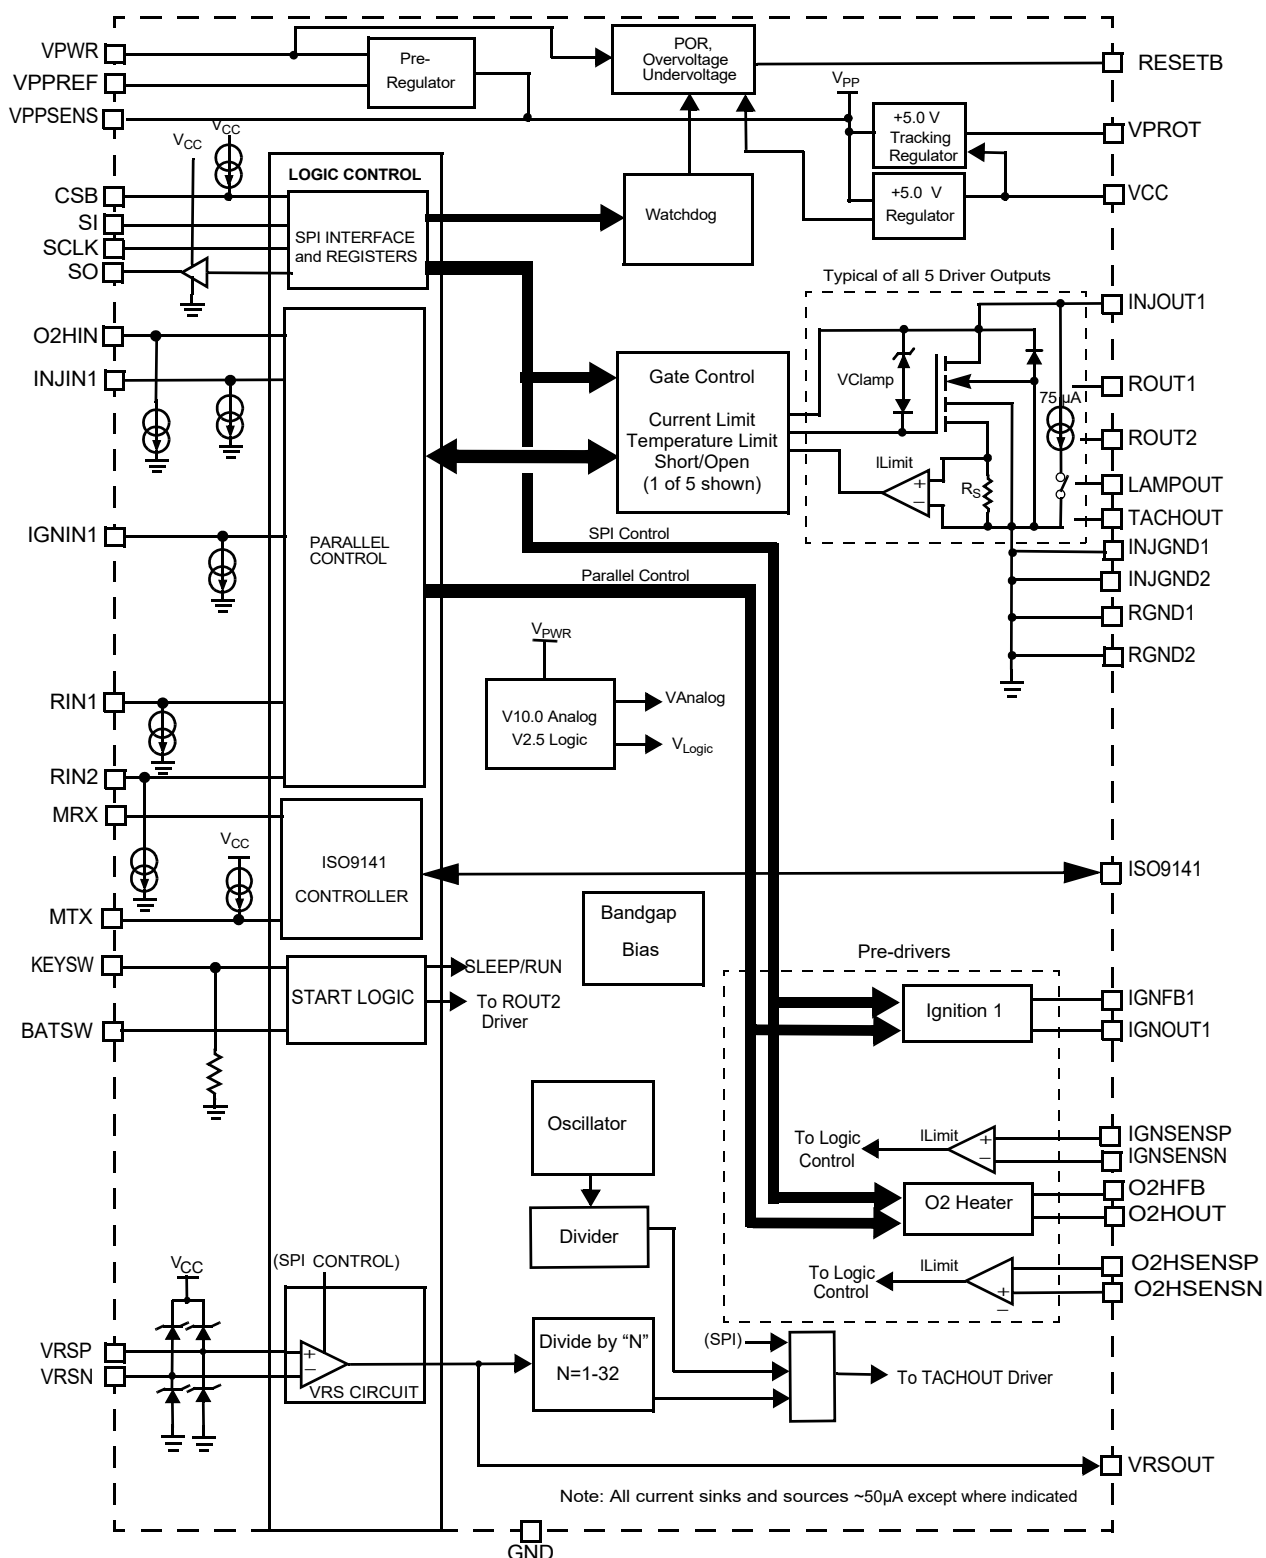 VPWR
VPPREF
VPPSENS
Pre-
Regulator
POR,
Overvoltage
Undervoltage
RESETB
VPP
+5.0 V
Tracking
Regulator
VPROT
+5.0 V
Regulator
VCC
VCC
VCC
CSB
SI
SCLK
SO
LOGIC CONTROL
SPI INTERFACE
and REGISTERS
Watchdog
Typical of all 5 Driver Outputs
O2HIN
INJIN1
IGNIN1
RIN1
RIN2
PARALLEL
CONTROL
Gate Control
Current Limit
Temperature Limit
Short/Open
(1 of 5 shown)
VClamp
ILimit
+
−
RS
75 µA
INJOUT1
ROUT1
ROUT2
LAMPOUT
TACHOUT
INJGND1
INJGND2
RGND1
RGND2
SPI Control
Parallel Control
VPWR
V10.0 Analog
V2.5 Logic
VAnalog
VLogic
MRX
VCC
MTX
ISO9141
CONTROLLER
ISO9141
Bandgap
Bias
KEYSW
BATSW
START LOGIC
SLEEP/RUN
To ROUT2
Driver
Pre-drivers
Ignition 1
IGNFB1
IGNOUT1
To Logic
Control
ILimit
+
−
IGNSENSP
IGNSENSN
O2 Heater
O2HFB
O2HOUT
To Logic
Control
ILimit
+
−
O2HSENSP
O2HSENSN
Oscillator
Divider
VCC
(SPI CONTROL)
VRSP
VRSN
+
−
VRS CIRCUIT
Divide by “N”
N=1-32
(SPI)
To TACHOUT Driver
VRSOUT
Note: All current sinks and sources ~50µA except where indicated
GND